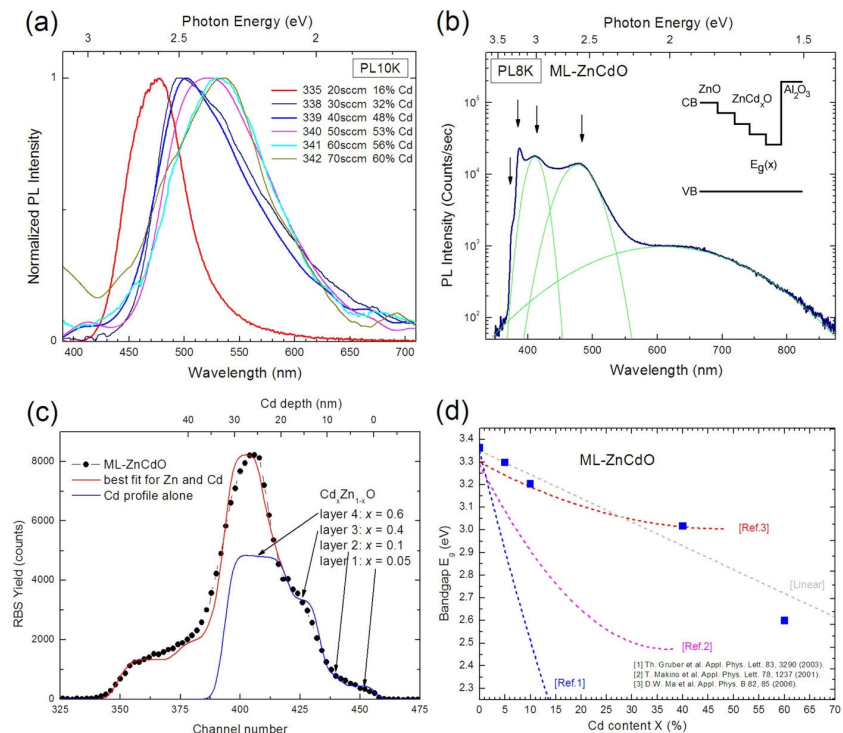 (a)
Photon Energy (eV)
3 2.5 2
Normalized PL Intensity
1
0
PL10K
335 20sccm 16% Cd
338 30sccm 32% Cd
339 40sccm 48% Cd
340 50sccm 53% Cd
341 60sccm 56% Cd
342 70sccm 60% Cd
400 450 500 550 600 650 700
Wavelength (nm)
(b)
Photon Energy (eV)
3.5 3 2.5 2 1.5
PL8K ML-ZnCdO
PL Intensity (Counts/sec)
10⁵
10⁴
10³
10²
ZnO
CB
ZnCdₓO
Al₂O₃
E_g(x)
VB
400 500 600 700 800
Wavelength (nm)
(c)
Cd depth (nm)
40 30 20 10 0
RBS Yield (counts)
8000
6000
4000
2000
0
ML-ZnCdO
best fit for Zn and Cd
Cd profile alone
CdₓZn₁₋ₓO
layer 4: x = 0.6
layer 3: x = 0.4
layer 2: x = 0.1
layer 1: x = 0.05
325 350 375 400 425 450 475
Channel number
(d)
ML-ZnCdO
Bandgap E_g (eV)
3.4
3.3
3.2
3.1
3.0
2.9
2.8
2.7
2.6
2.5
2.4
2.3
[Ref.3]
[Linear]
[Ref.2]
[Ref.1]
[1] Th. Gruber et al. Appl. Phys. Lett. 83, 3290 (2003).
[2] T. Makino et al. Appl. Phys. Lett. 78, 1237 (2001).
[3] D.W. Ma et al. Appl. Phys. B 82, 85 (2006).
0 5 10 15 20 25 30 35 40 45 50 55 60 65 70
Cd content X (%)